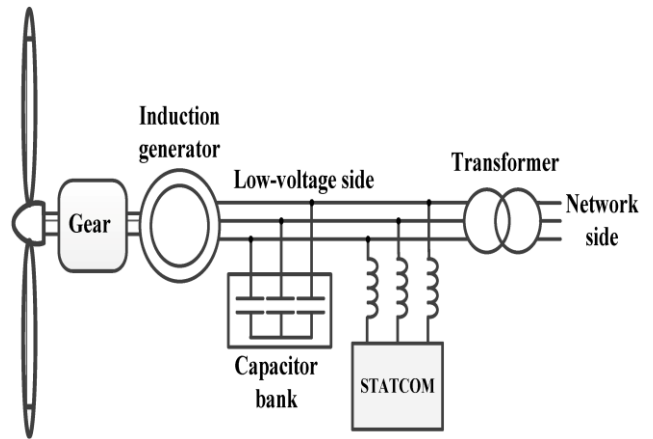 Induction
generator
Low-voltage side
Transformer
Gear
Network
side
Capacitor
bank
STATCOM